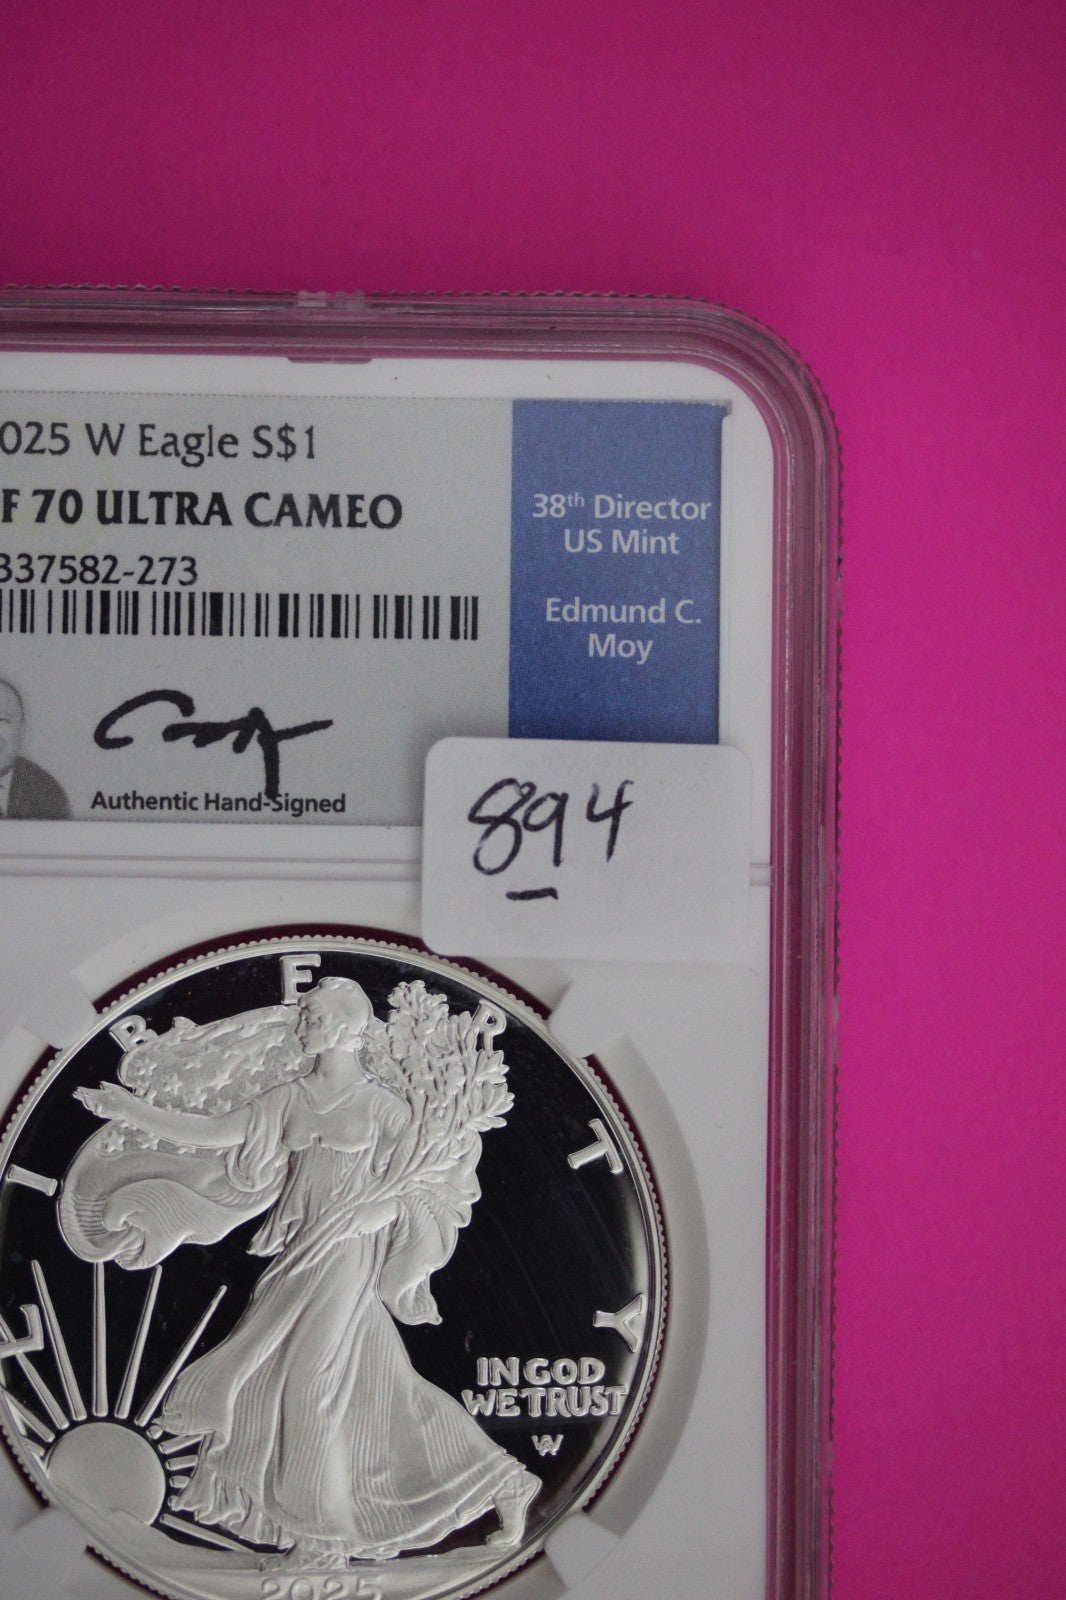 025 W Eagle S$1
F 70 ULTRA CAMEO
337582-273
38th Director
US Mint
Edmund C.
Moy
Authentic Hand-Signed
894
LIBERTY
IN GOD
WE TRUST
W
2025